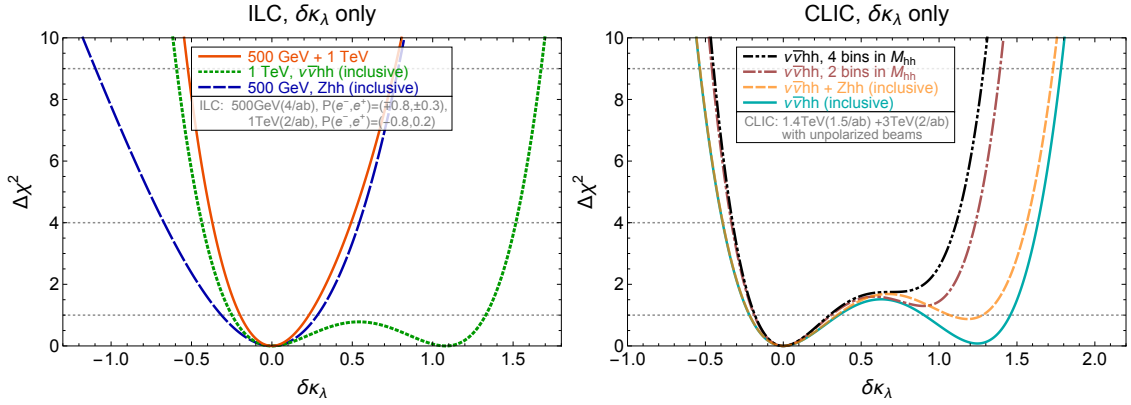 ILC, δκλ only
10
8
6
4
2
0
Δχ²
500 GeV + 1 TeV
1 TeV, νν̅hh (inclusive)
500 GeV, Zhh (inclusive)
ILC: 500GeV(4/ab), P(e⁻,e⁺)=(∓0.8,±0.3),
1TeV(2/ab), P(e⁻,e⁺)=(−0.8,0.2)
-1.0 -0.5 0.0 0.5 1.0 1.5
δκλ
CLIC, δκλ only
10
8
6
4
2
0
Δχ²
νν̅hh, 4 bins in Mhh
νν̅hh, 2 bins in Mhh
νν̅hh + Zhh (inclusive)
νν̅hh (inclusive)
CLIC: 1.4TeV(1.5/ab) +3TeV(2/ab)
with unpolarized beams
-1.0 -0.5 0.0 0.5 1.0 1.5 2.0
δκλ